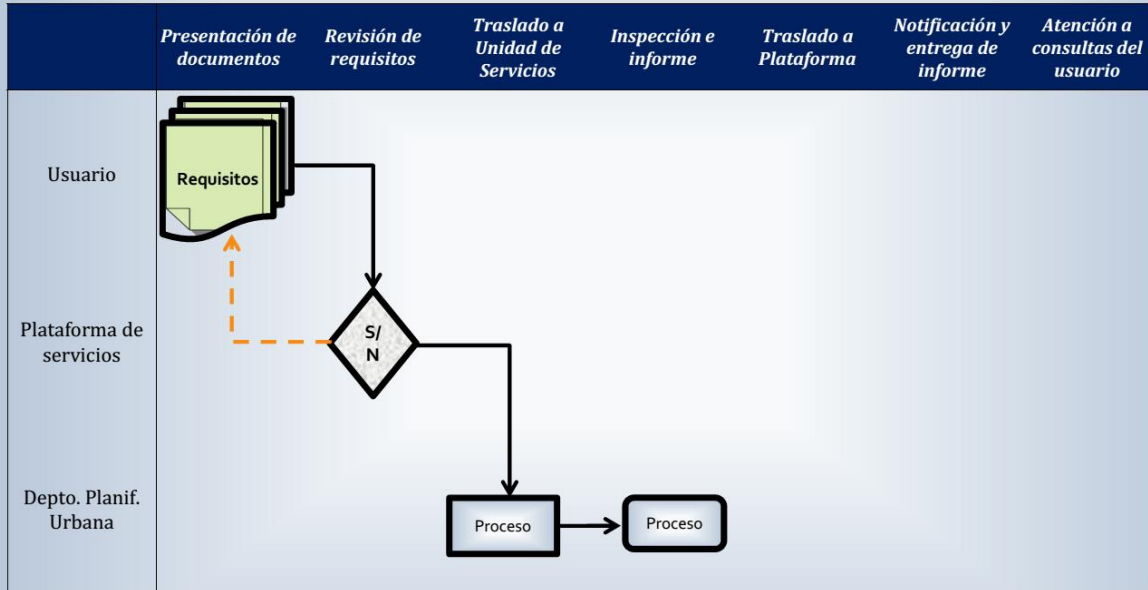 Presentación de
documentos
Revisión de
requisitos
Traslado a
Unidad de
Servicios
Inspección e
informe
Traslado a
Plataforma
Notificación y
entrega de
informe
Atención a
consultas del
usuario
Usuario
Requisitos
Plataforma de
servicios
S/
N
Depto. Planif.
Urbana
Proceso
Proceso